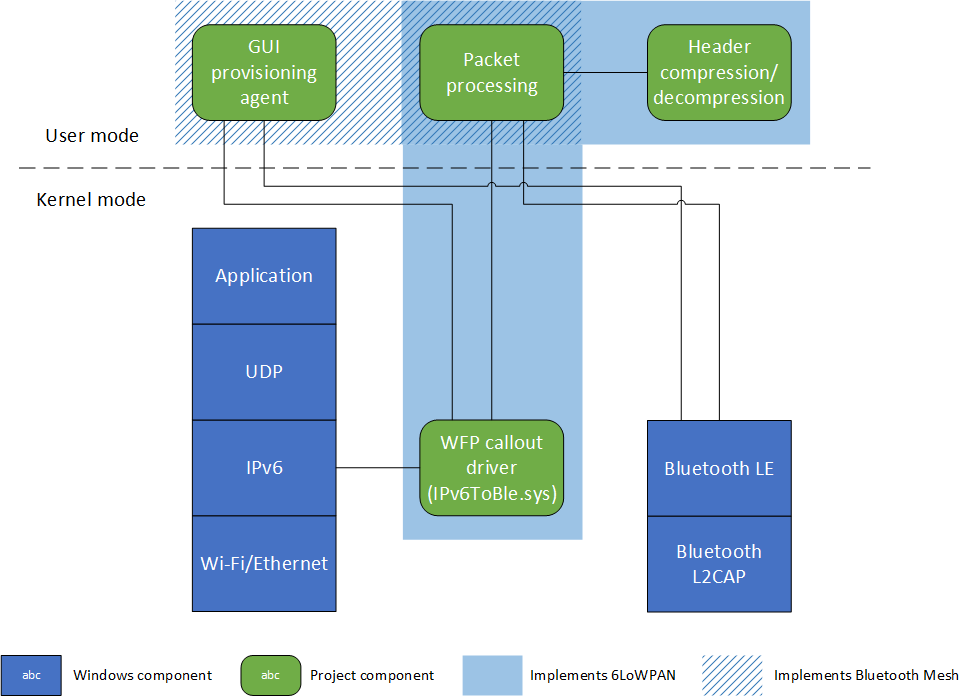 GUI
provisioning
agent
Packet
processing
Header
compression/
decompression
User mode
Kernel mode
Application
UDP
IPv6
Wi-Fi/Ethernet
WFP callout
driver
(IPv6ToBle.sys)
Bluetooth LE
Bluetooth
L2CAP
abc
Windows component
abc
Project component
Implements 6LoWPAN
Implements Bluetooth Mesh